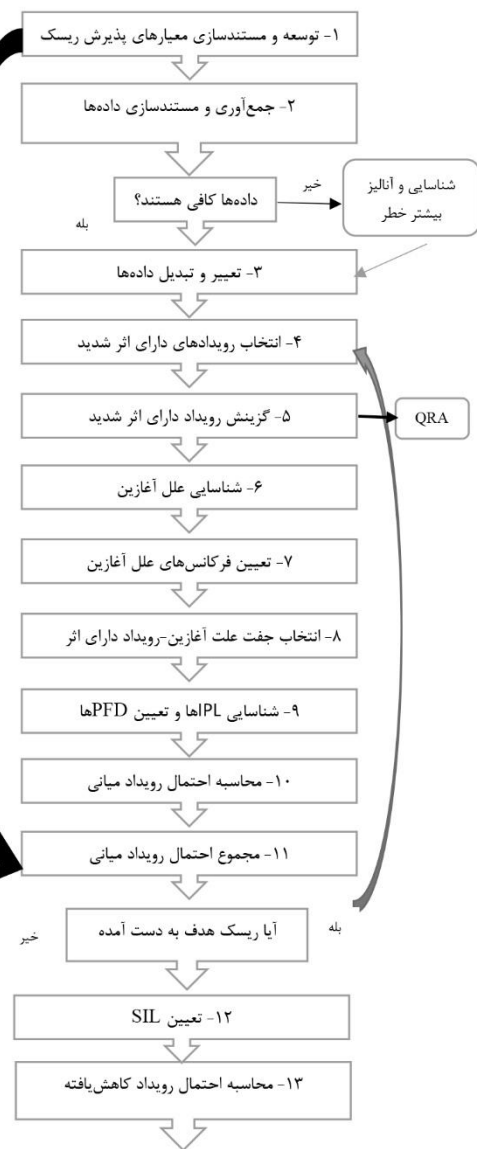 ۱- توسعه و مستندسازی معیارهای پذیرش ریسک
۲- جمع‌آوری و مستندسازی داده‌ها
داده‌ها کافی هستند؟
خیر
شناسایی و آنالیز
بیشتر خطر
بله
۳- تعییر و تبدیل داده‌ها
۴- انتخاب رویدادهای دارای اثر شدید
۵- گزینش رویداد دارای اثر شدید
QRA
۶- شناسایی علل آغازین
۷- تعیین فرکانس‌های علل آغازین
۸- انتخاب جفت علت آغازین-رویداد دارای اثر
۹- شناسایی IPLها و تعیین PFDها
۱۰- محاسبه احتمال رویداد میانی
۱۱- مجموع احتمال رویداد میانی
آیا ریسک هدف به دست آمده
بله
خیر
۱۲- تعیین SIL
۱۳- محاسبه احتمال رویداد کاهش‌یافته